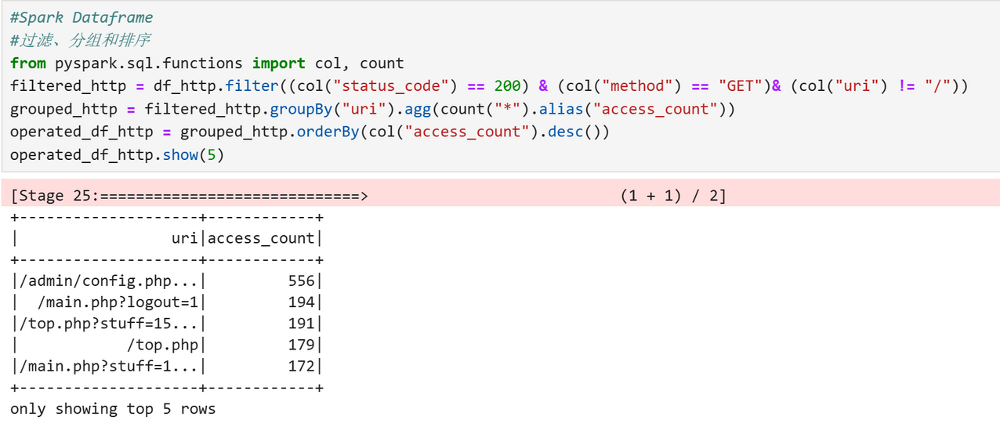 #Spark Dataframe
#过滤、分组和排序
from pyspark.sql.functions import col, count
filtered_http = df_http.filter((col("status_code") == 200) & (col("method") == "GET")& (col("uri") != "/"))
grouped_http = filtered_http.groupBy("uri").agg(count("*").alias("access_count"))
operated_df_http = grouped_http.orderBy(col("access_count").desc())
operated_df_http.show(5)
[Stage 25:=============================>                            (1 + 1) / 2]
+--------------------+------------+
|                 uri|access_count|
+--------------------+------------+
|/admin/config.php...|         556|
|  /main.php?logout=1|         194|
|/top.php?stuff=15...|         191|
|            /top.php|         179|
|/main.php?stuff=1...|         172|
+--------------------+------------+
only showing top 5 rows